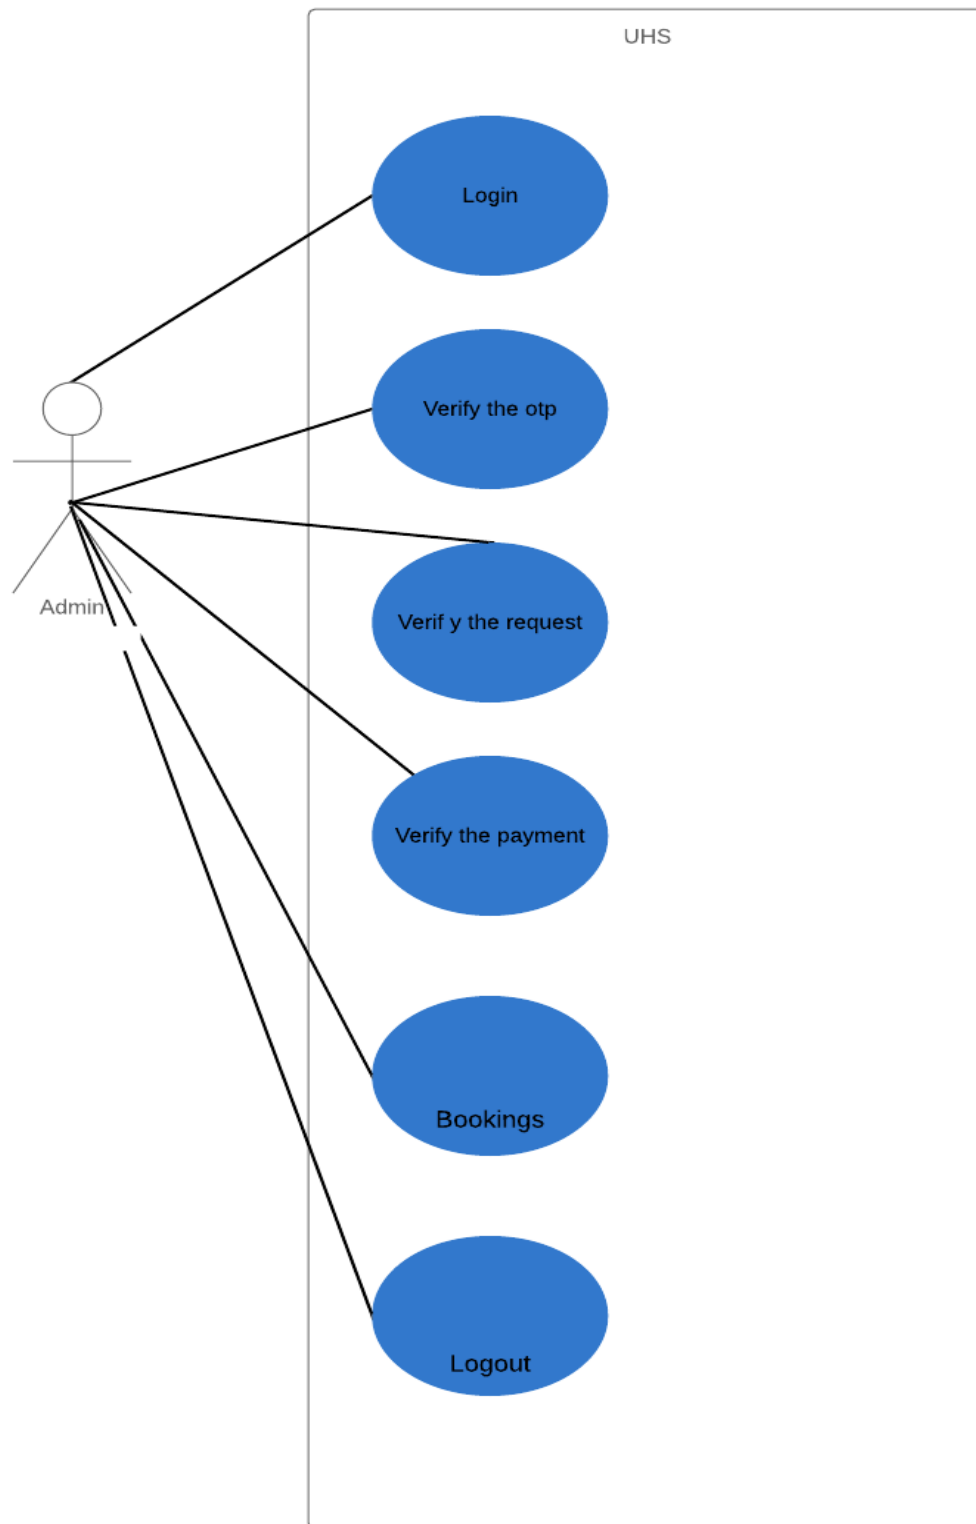 UHS
Login
Verify the otp
Verif y the request
Admin
Verify the payment
Bookings
Logout